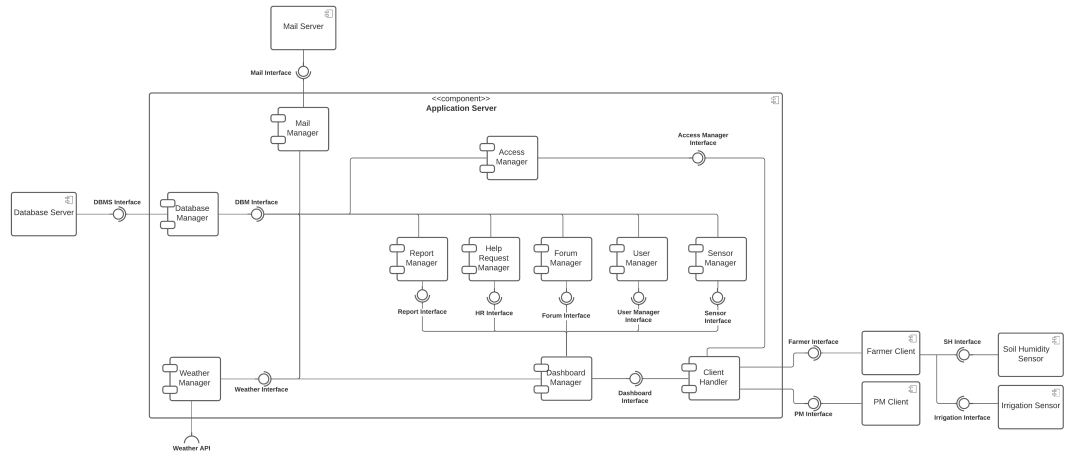 Mail Server
Mail Interface
<<component>>
Application Server
Mail
Manager
Access Manager
Interface
Access
Manager
Database Server
DBMS Interface
Database
Manager
DBM Interface
Report
Manager
Help
Request
Manager
Forum
Manager
User
Manager
Sensor
Manager
Report Interface
HR Interface
Forum Interface
User Manager
Interface
Sensor
Interface
Weather
Manager
Weather Interface
Dashboard
Manager
Dashboard
Interface
Client
Handler
Farmer Interface
Farmer Client
SH Interface
Soil Humidity
Sensor
PM Interface
PM Client
Irrigation Interface
Irrigation Sensor
Weather API